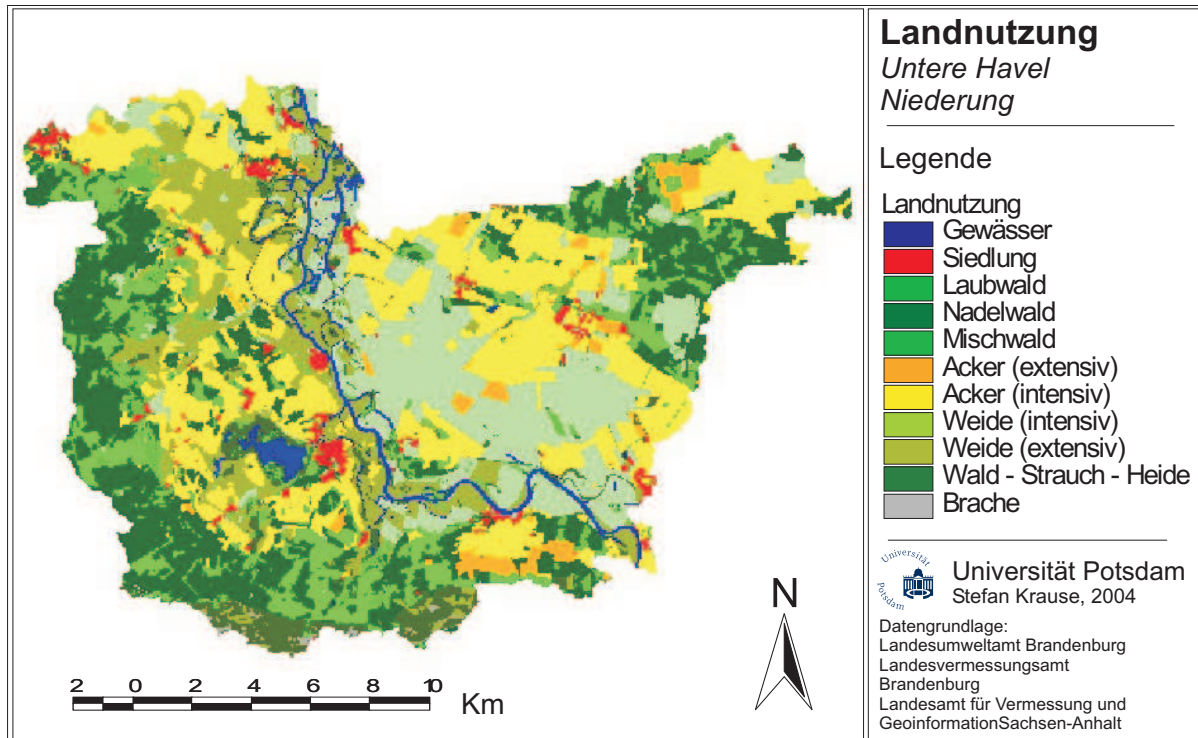 Landnutzung
Untere Havel
Niederung
Legende
Landnutzung
Gewässer
Siedlung
Laubwald
Nadelwald
Mischwald
Acker (extensiv)
Acker (intensiv)
Weide (intensiv)
Weide (extensiv)
Wald - Strauch - Heide
Brache
Universität
Potsdam
Universität Potsdam
Stefan Krause, 2004
Datengrundlage:
Landesumweltamt Brandenburg
Landesvermessungsamt
Brandenburg
Landesamt für Vermessung und
GeoinformationSachsen-Anhalt
N
2 0 2 4 6 8 10
Km